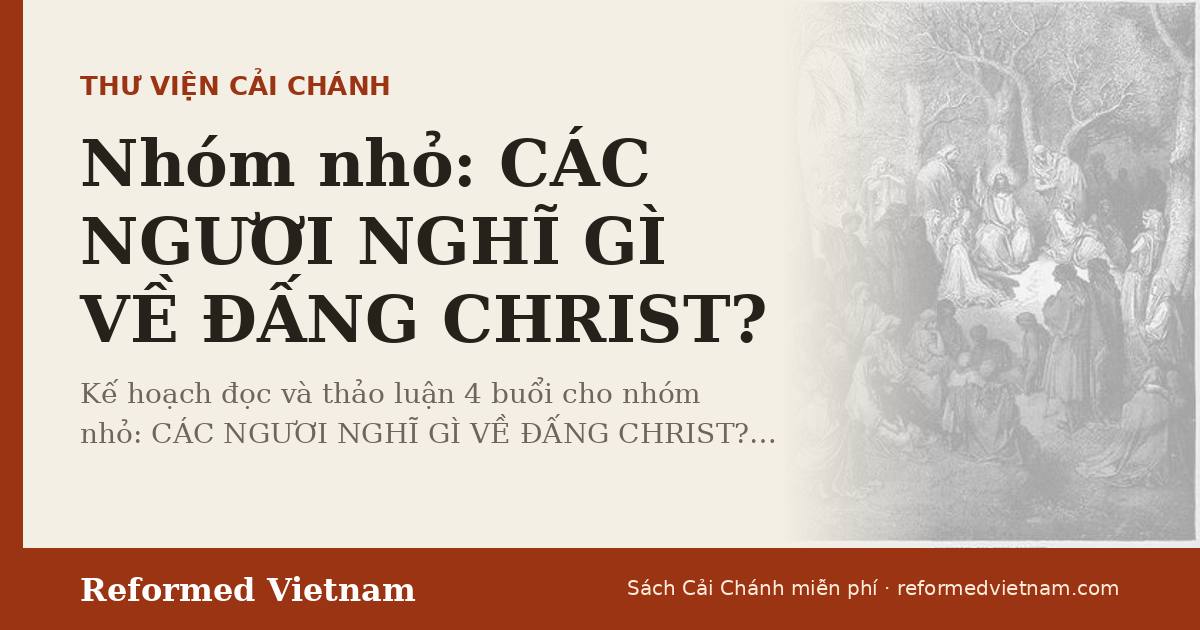 THƯ VIỆN CẢI CHÁNH
Nhóm nhỏ: CÁC
NGƯƠI NGHĨ GÌ
VỀ ĐẤNG CHRIST?
Kế hoạch đọc và thảo luận 4 buổi cho nhóm
nhỏ: CÁC NGƯƠI NGHĨ GÌ VỀ ĐẤNG CHRIST?...
Reformed Vietnam
Sách Cải Chánh miễn phí · reformedvietnam.com